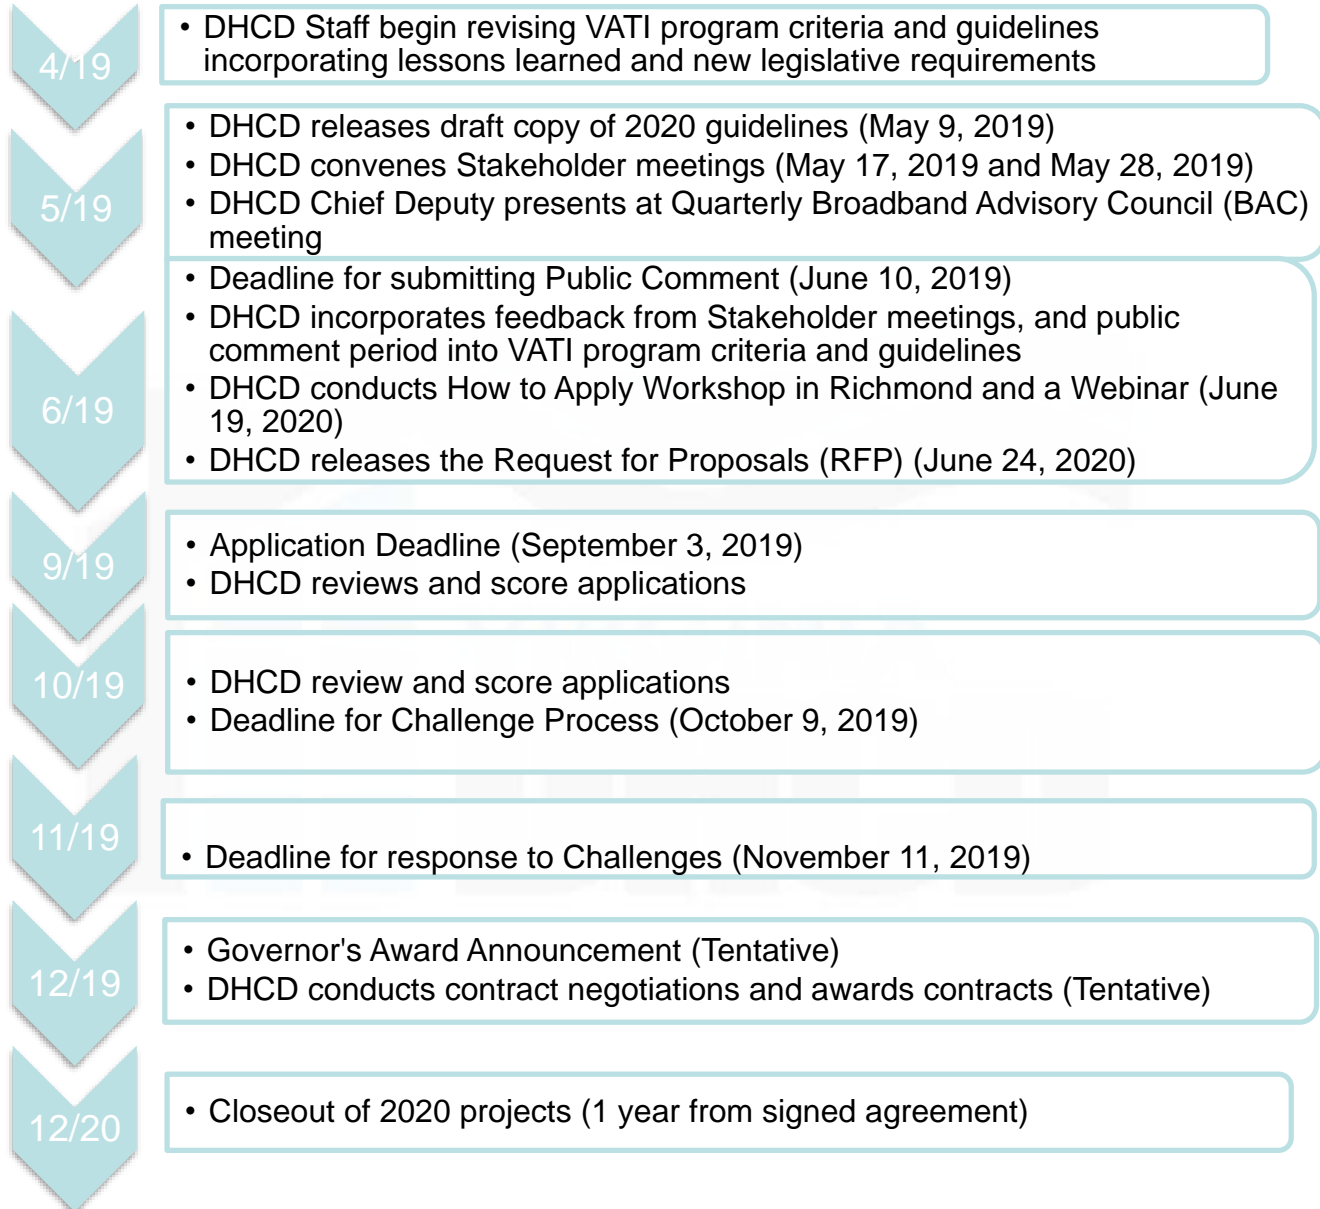 4/19
• DHCD Staff begin revising VATI program criteria and guidelines
incorporating lessons learned and new legislative requirements
5/19
• DHCD releases draft copy of 2020 guidelines (May 9, 2019)
• DHCD convenes Stakeholder meetings (May 17, 2019 and May 28, 2019)
• DHCD Chief Deputy presents at Quarterly Broadband Advisory Council (BAC)
meeting
6/19
• Deadline for submitting Public Comment (June 10, 2019)
• DHCD incorporates feedback from Stakeholder meetings, and public
comment period into VATI program criteria and guidelines
• DHCD conducts How to Apply Workshop in Richmond and a Webinar (June
19, 2020)
• DHCD releases the Request for Proposals (RFP) (June 24, 2020)
9/19
• Application Deadline (September 3, 2019)
• DHCD reviews and score applications
10/19
• DHCD review and score applications
• Deadline for Challenge Process (October 9, 2019)
11/19
• Deadline for response to Challenges (November 11, 2019)
12/19
• Governor's Award Announcement (Tentative)
• DHCD conducts contract negotiations and awards contracts (Tentative)
12/20
• Closeout of 2020 projects (1 year from signed agreement)